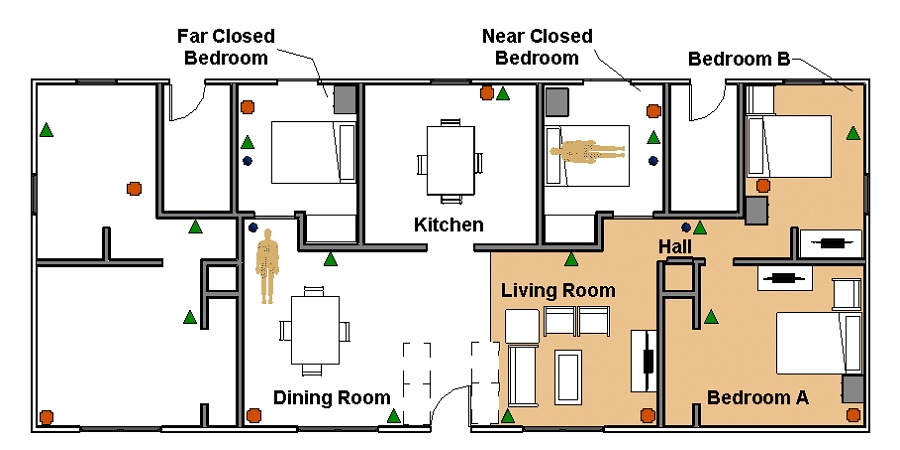 Far Closed
Bedroom
Near Closed
Bedroom
Bedroom B
Kitchen
Hall
Living Room
Dining Room
Bedroom A